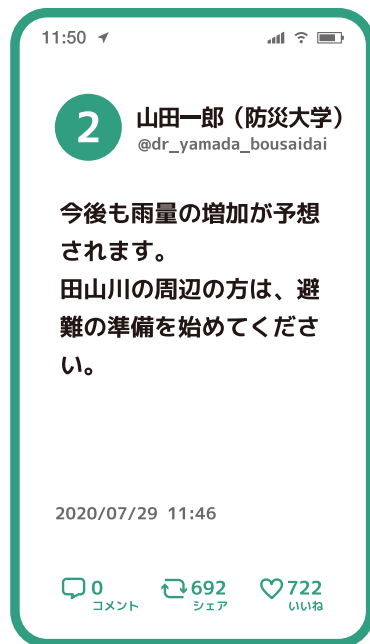 11:50
2
山田一郎（防災大学）
@dr_yamada_bousaidai
今後も雨量の増加が予想
されます。
田山川の周辺の方は、避
難の準備を始めてくださ
い。
2020/07/29 11:46
0 692 722
コメント シェア いいね